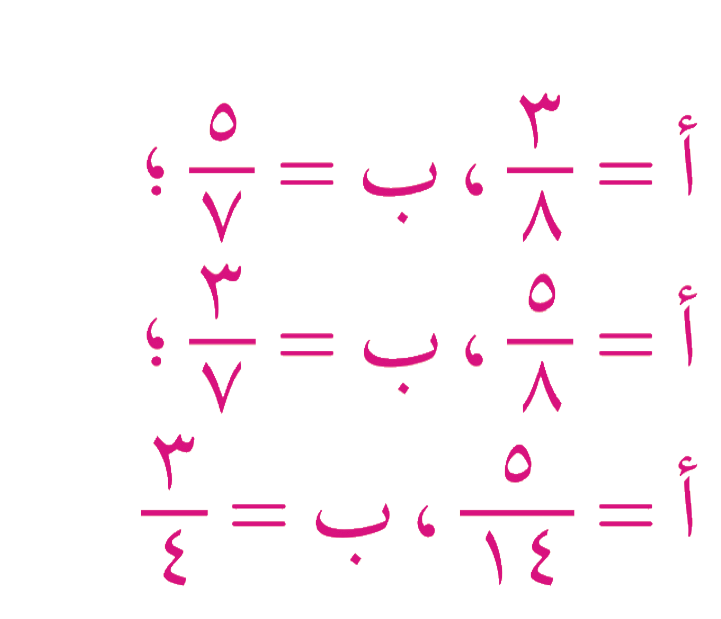 أ = ٣/٨ ، ب = ٥/٧ ؛
أ = ٥/٨ ، ب = ٣/٧ ؛
أ = ٥/١٤ ، ب = ٣/٤